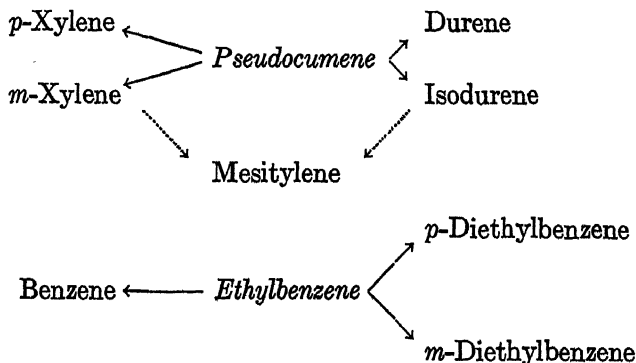 p-Xylene
Pseudocumene
Durene
m-Xylene
Isodurene
Mesitylene
p-Diethylbenzene
Benzene
Ethylbenzene
m-Diethylbenzene